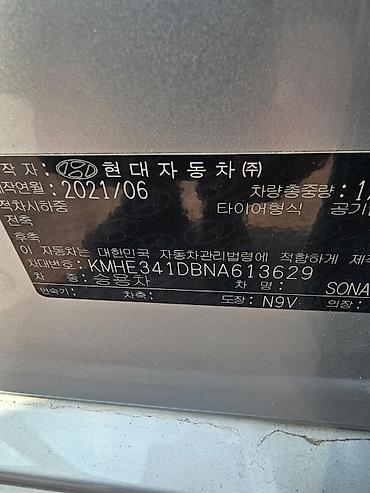 작 자 : 현대자동차(주)
제작연월 : 2021/06 차량총중량 : 1,
적차시하중 타이어형식 공기압
전축
후축
이 자동차는 대한민국 자동차관리법령에 적합하게 제작
차대번호 : KMHE341DBNA613629
차 종 : 승용차 차 명 : SONA
변속기 : 차축 : 도장 : N9V 의장 :